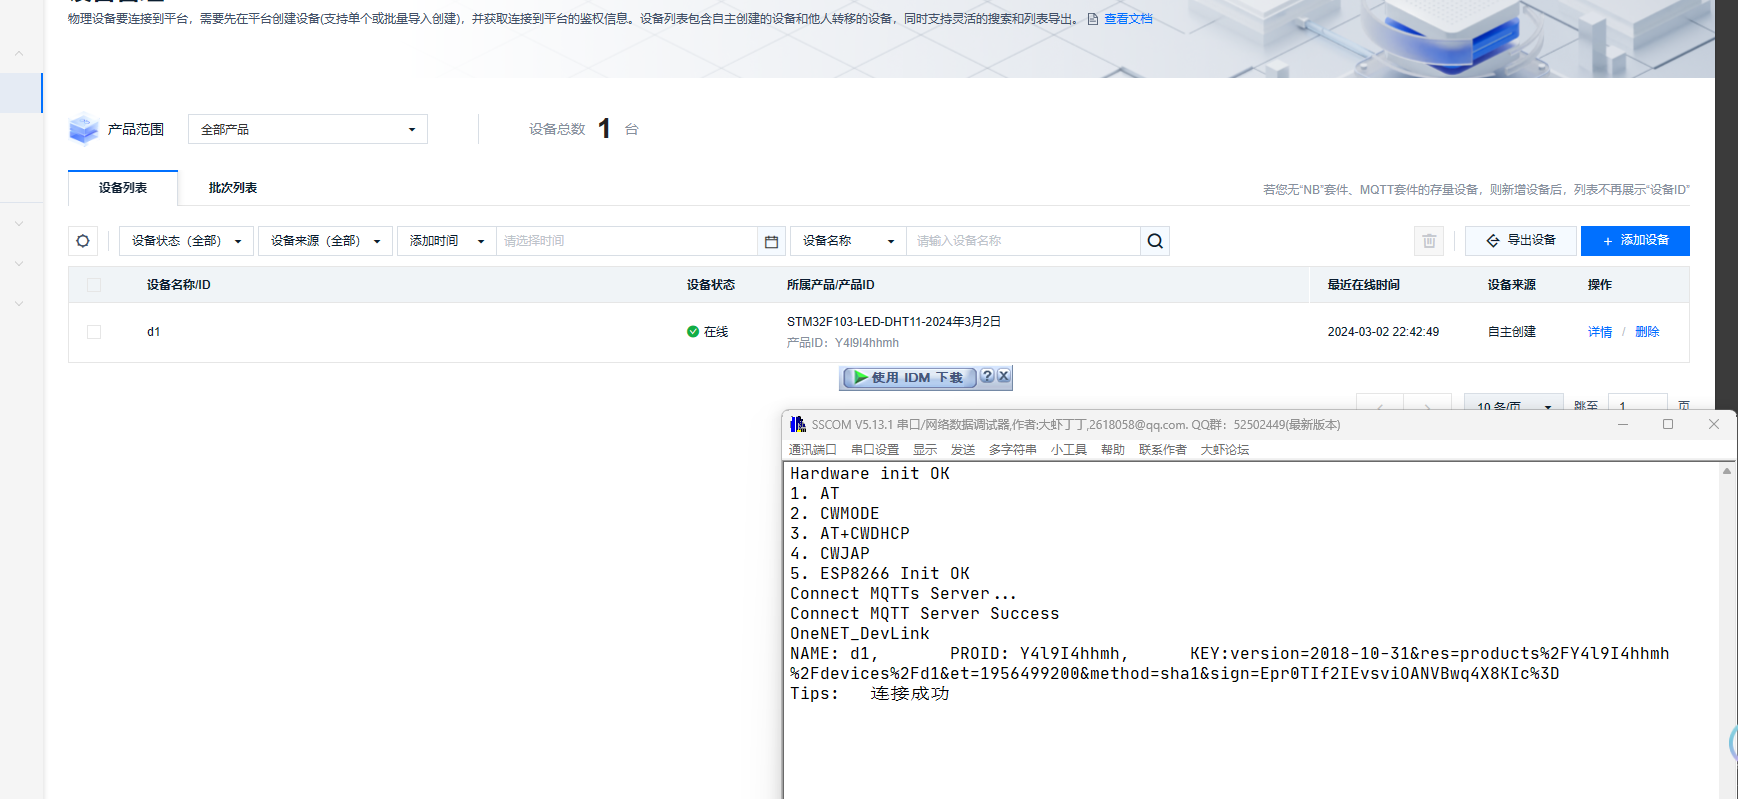 物理设备要连接到平台，需要先在平台创建设备(支持单个或批量导入创建)，并获取连接到平台的鉴权信息。设备列表包含自主创建的设备和他人转移的设备，同时支持灵活的搜索和列表导出。 查看文档
产品范围 全部产品 设备总数 1 台
设备列表 批次列表
若您无“NB”套件、MQTT套件的存量设备，则新增设备后，列表不再展示“设备ID”
设备状态（全部） 设备来源（全部） 添加时间 请选择时间 设备名称 请输入设备名称 导出设备 + 添加设备
设备名称/ID 设备状态 所属产品/产品ID 最近在线时间 设备来源 操作
d1 在线 STM32F103-LED-DHT11-2024年3月2日 2024-03-02 22:42:49 自主创建 详情 / 删除
产品ID：Y4l9I4hhmh
使用 IDM 下载 ? X
10 条/页 跳至 1 页
SSCOM V5.13.1 串口/网络数据调试器,作者:大虾丁丁,2618058@qq.com. QQ群：52502449(最新版本)
通讯端口 串口设置 显示 发送 多字符串 小工具 帮助 联系作者 大虾论坛
Hardware init OK
1. AT
2. CWMODE
3. AT+CWDHCP
4. CWJAP
5. ESP8266 Init OK
Connect MQTTs Server...
Connect MQTT Server Success
OneNET_DevLink
NAME: d1, PROID: Y4l9I4hhmh, KEY:version=2018-10-31&res=products%2FY4l9I4hhmh
%2Fdevices%2Fd1&et=1956499200&method=sha1&sign=Epr0TIf2IEvsviOANVBwq4X8KIc%3D
Tips: 连接成功